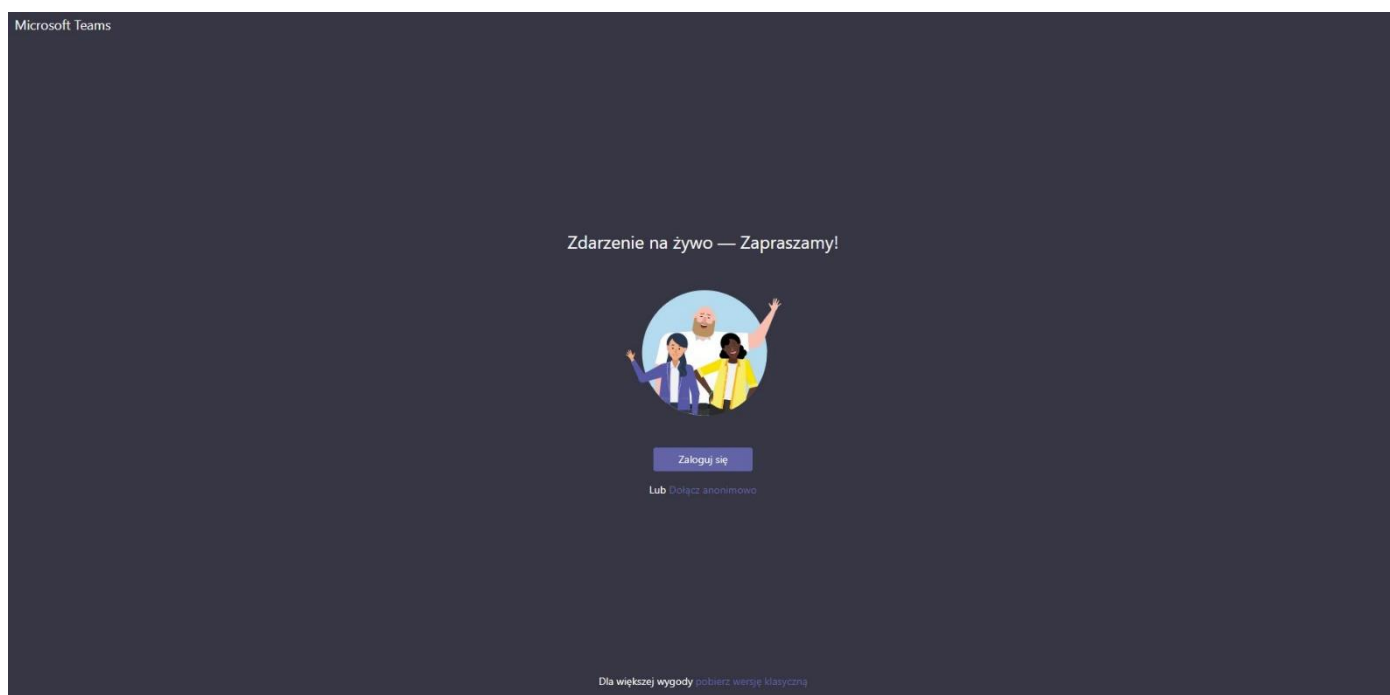 Microsoft Teams
Zdarzenie na żywo — Zapraszamy!
Zaloguj się
Lub Dołącz anonimowo
Dla większej wygody pobierz wersję klasyczną